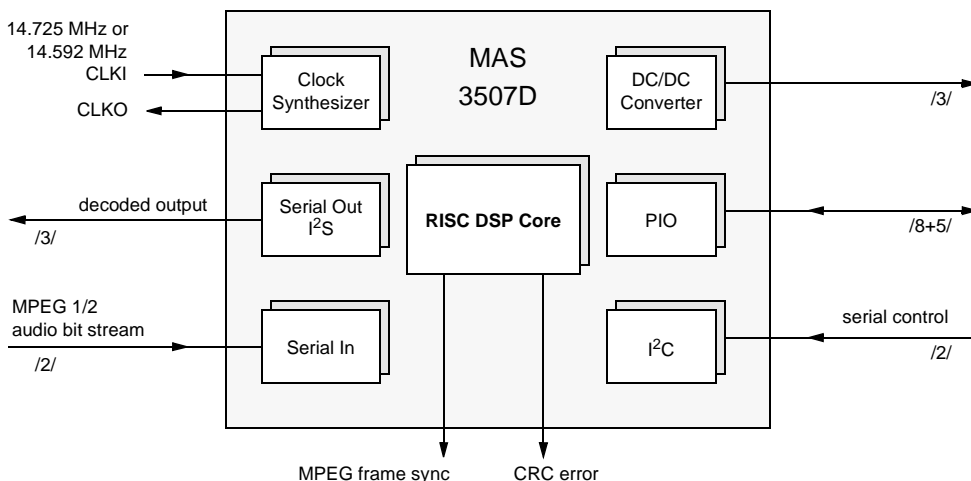 14.725 MHz or
14.592 MHz
CLKI
CLKO
Clock
Synthesizer
MAS
3507D
DC/DC
Converter
/3/
decoded output
/3/
Serial Out
I²S
RISC DSP Core
PIO
/8+5/
MPEG 1/2
audio bit stream
/2/
Serial In
I²C
serial control
/2/
MPEG frame sync
CRC error